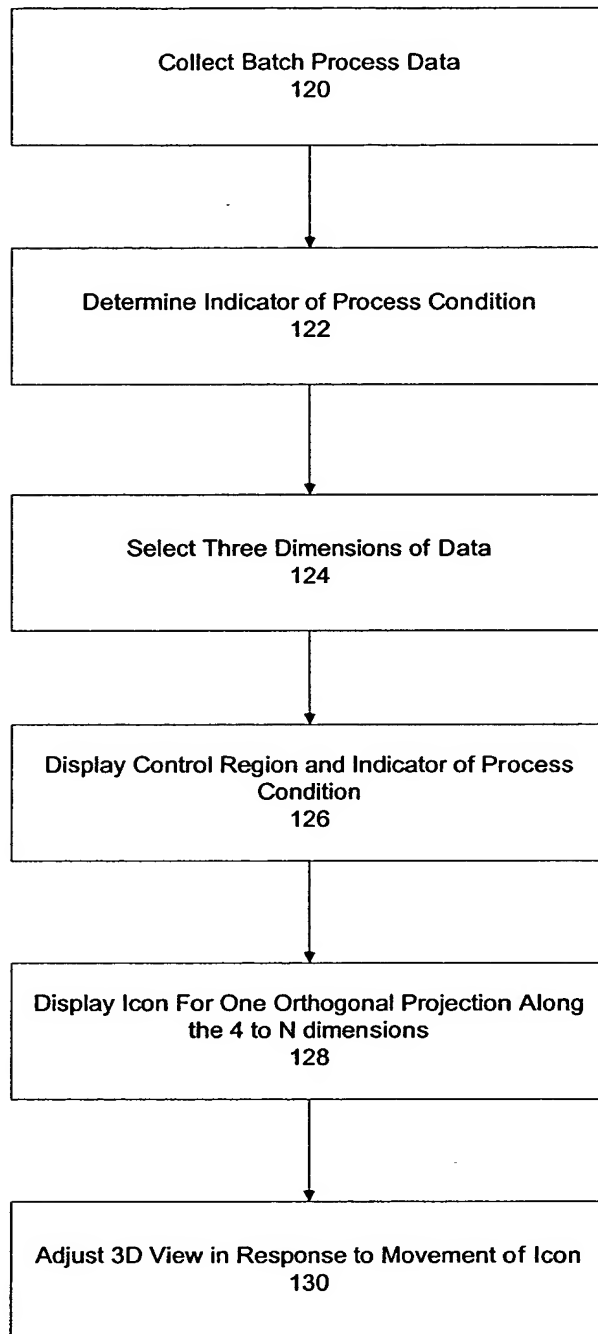 Collect Batch Process Data
120
Determine Indicator of Process Condition
122
Select Three Dimensions of Data
124
Display Control Region and Indicator of Process
Condition
126
Display Icon For One Orthogonal Projection Along
the 4 to N dimensions
128
Adjust 3D View in Response to Movement of Icon
130